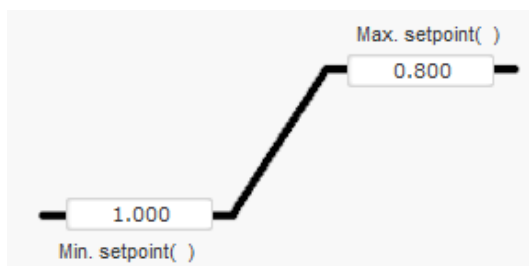 Max. setpoint( )
0.800
1.000
Min. setpoint( )